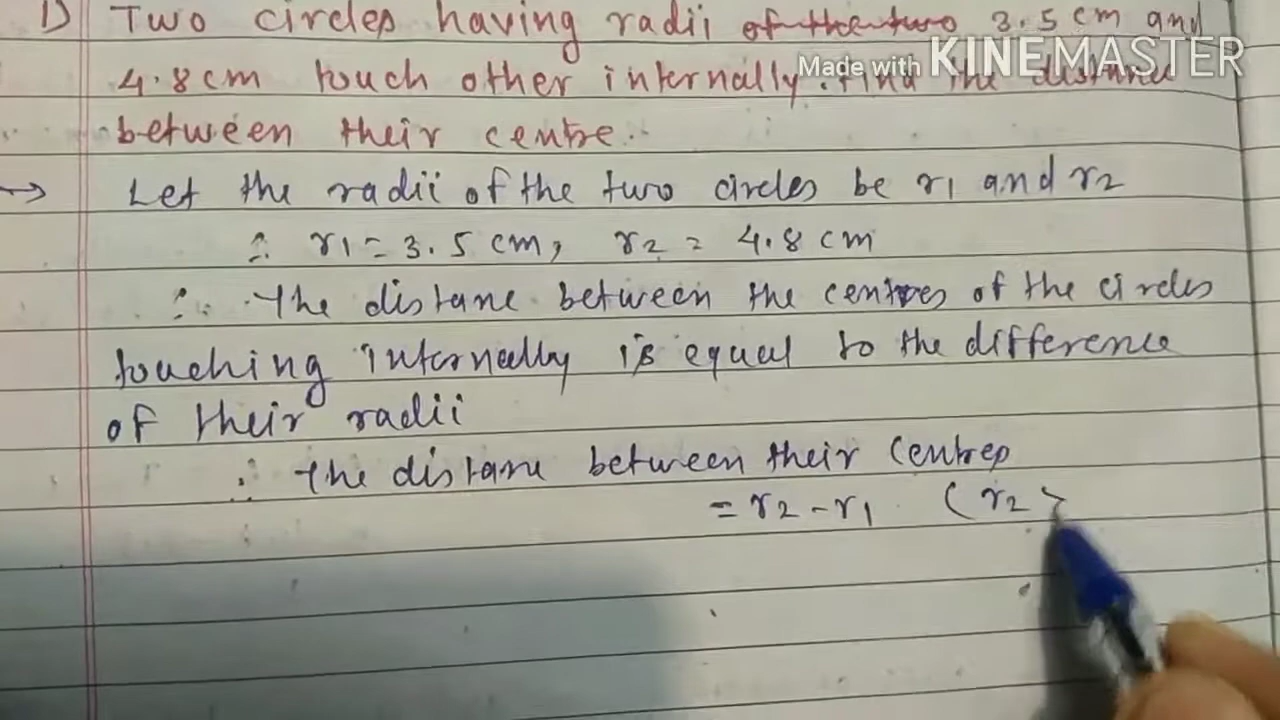 1) Two circles having radii of the two 3.5 cm and
Made with KINEMASTER
4.8cm touch other internally. Find the distance
between their centre.
→ Let the radii of the two circles be r1 and r2
∴ r1 = 3.5 cm, r2 = 4.8 cm
∴ The distane between the centres of the circles
touching internally is equal to the difference
of their radii
∴ The distane between their centres
= r2 - r1 (r2 >